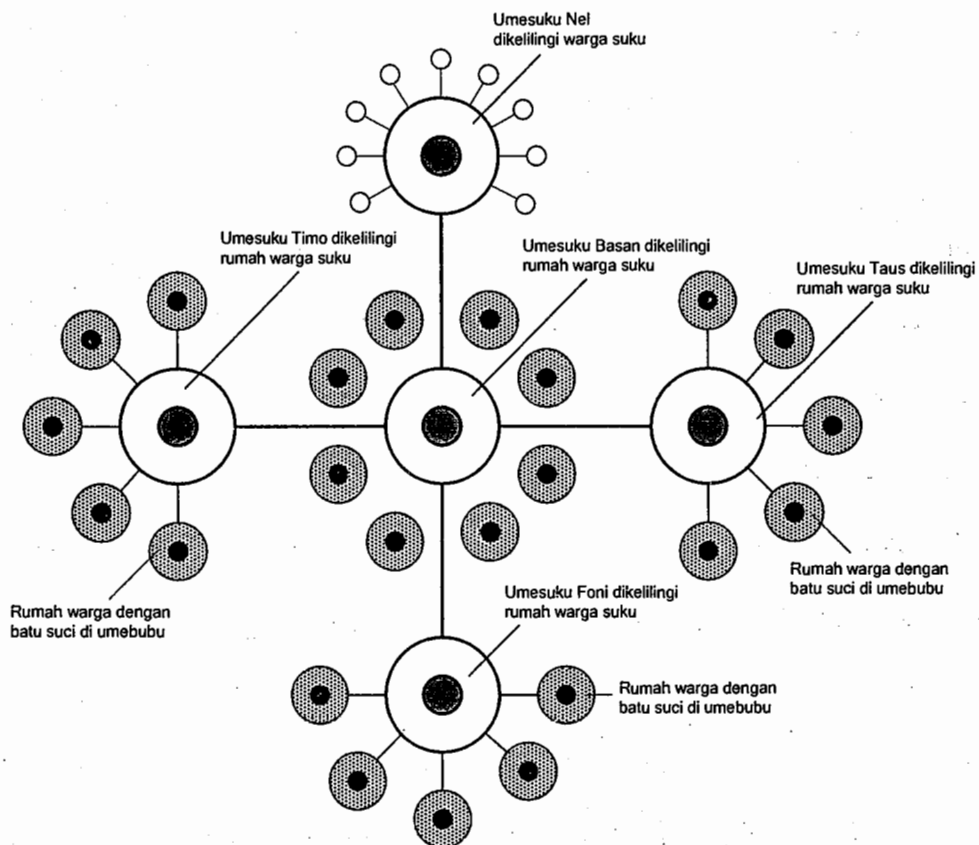 Umesuku Nel
dikelilingi warga suku
Umesuku Timo dikelilingi
rumah warga suku
Umesuku Basan dikelilingi
rumah warga suku
Umesuku Taus dikelilingi
rumah warga suku
Rumah warga dengan
batu suci di umebubu
Rumah warga dengan
batu suci di umebubu
Umesuku Foni dikelilingi
rumah warga suku
Rumah warga dengan
batu suci di umebubu